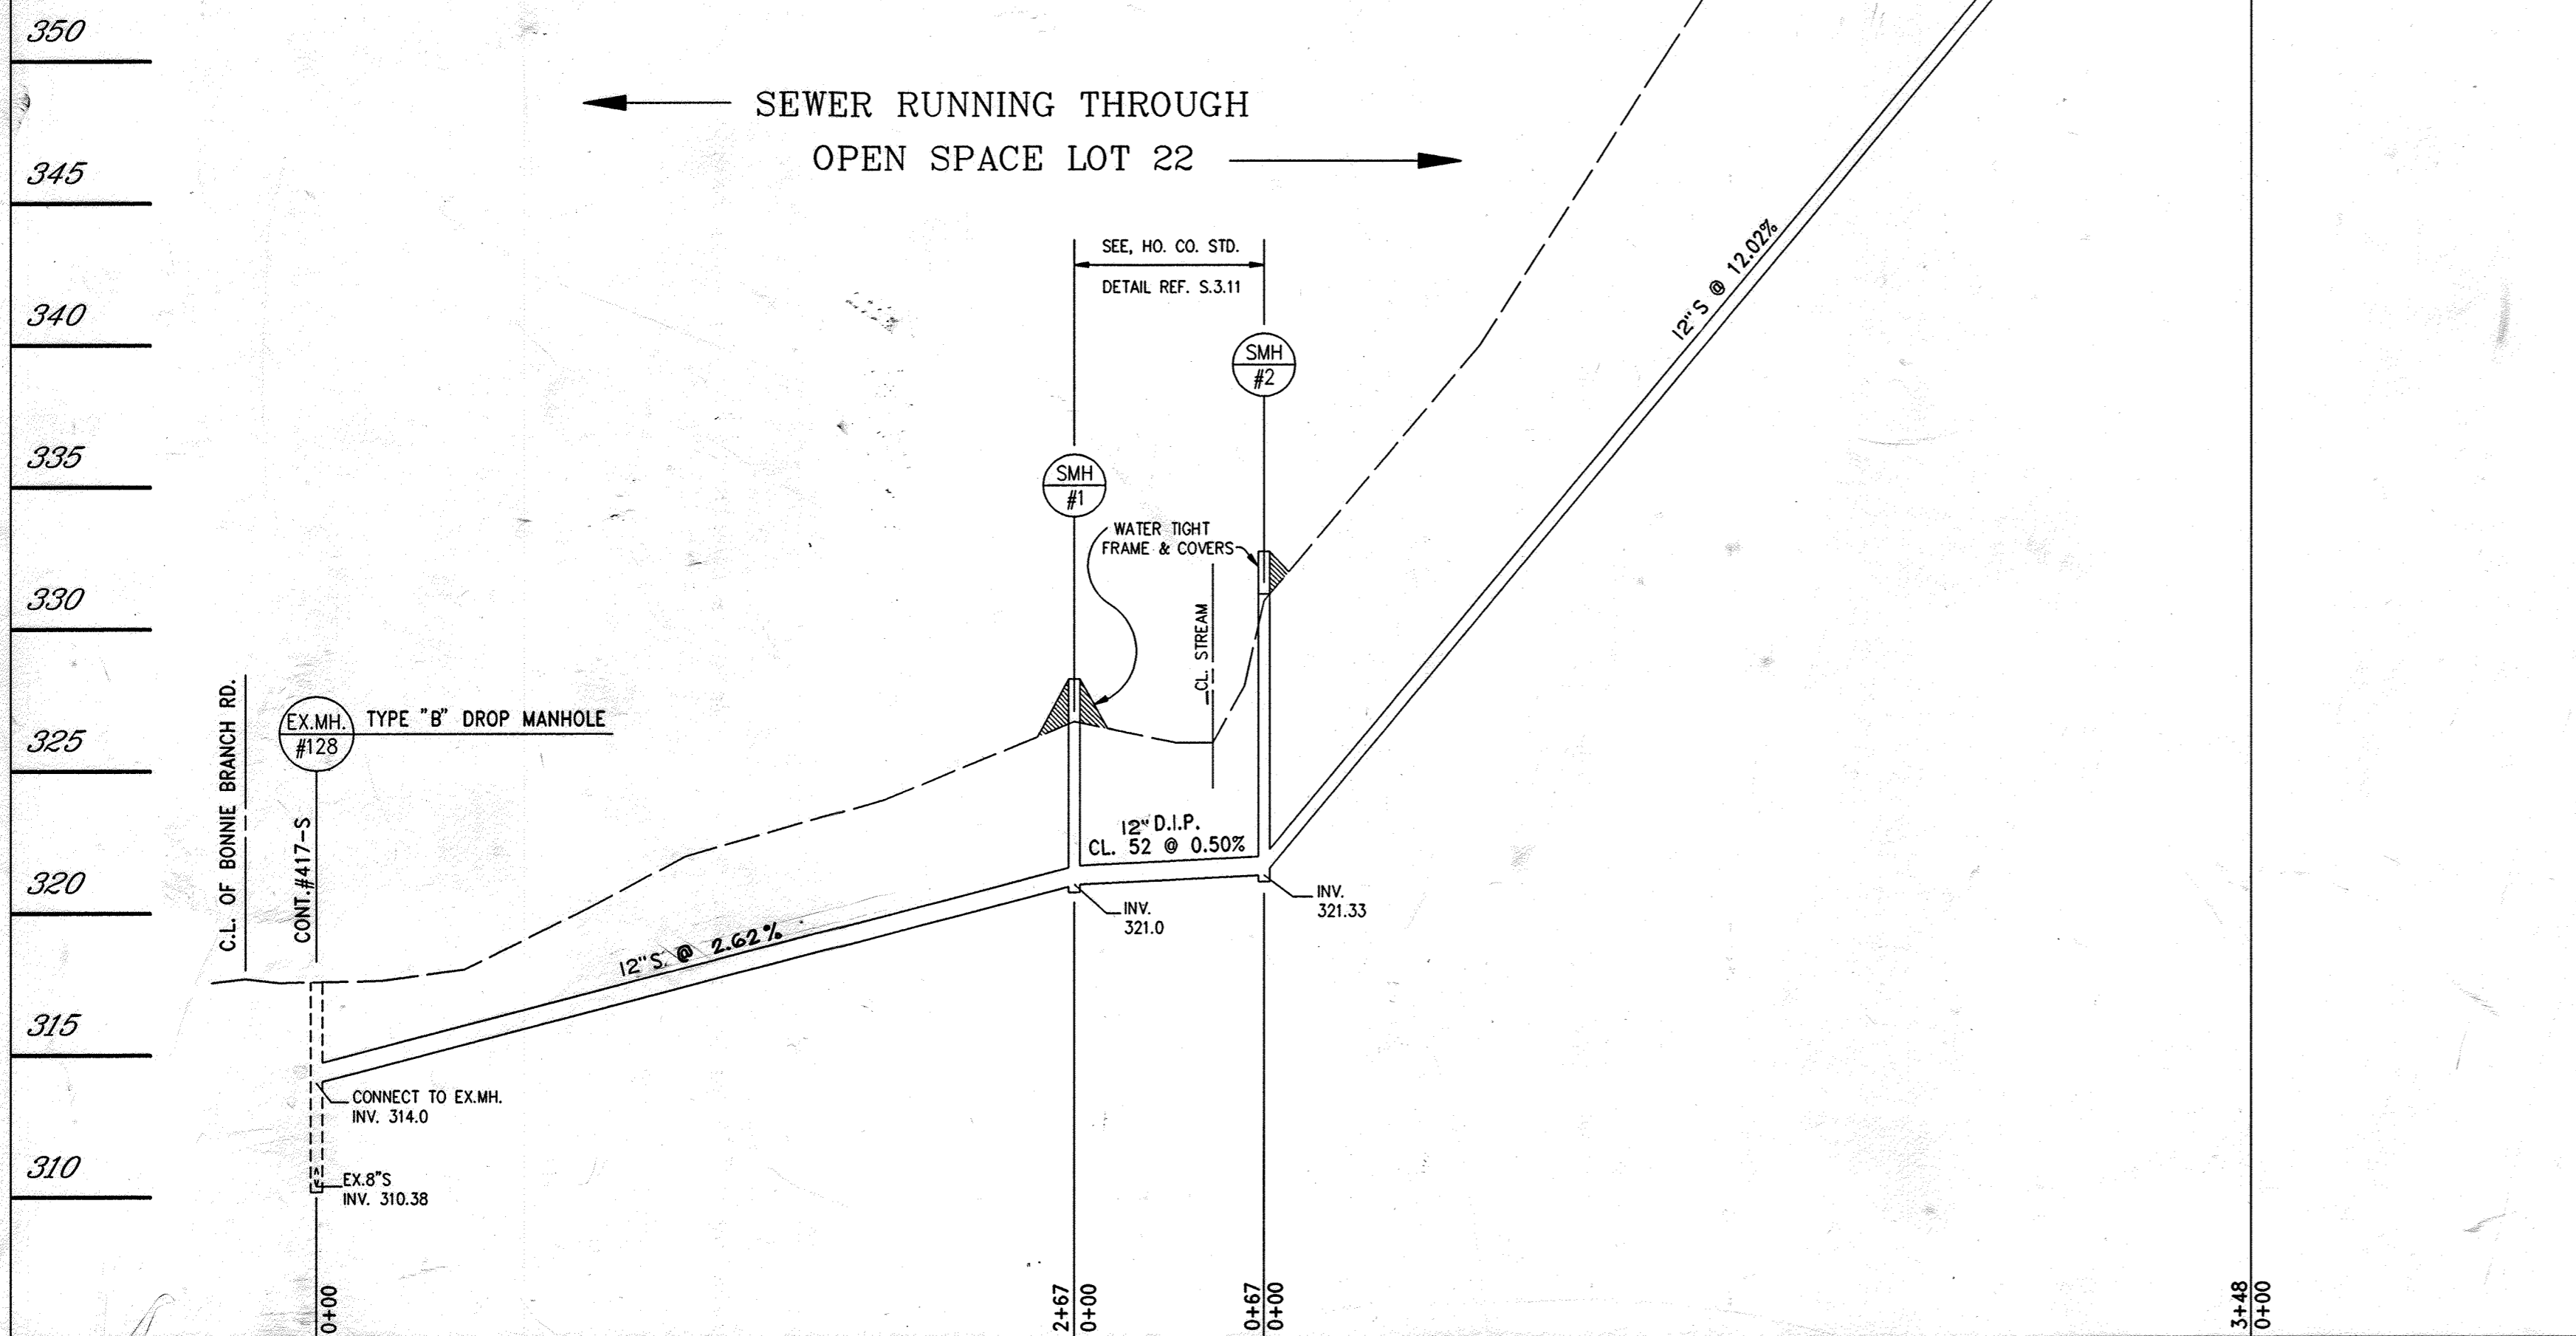 350
SEWER RUNNING THROUGH
OPEN SPACE LOT 22
345
340
335
330
325
320
315
310
SEE, HO. CO. STD.
DETAIL REF. S.3.11
12"S @ 12.02%
SMH
#2
SMH
#1
WATER TIGHT
FRAME & COVERS
CL. STREAM
C.L. OF BONNIE BRANCH RD.
EX.MH.
#128
TYPE "B" DROP MANHOLE
CONT.#417-S
12" D.I.P.
CL. 52 @ 0.50%
INV.
321.0
INV.
321.33
12"S @ 2.62%
CONNECT TO EX.MH.
INV. 314.0
EX.8"S
INV. 310.38
0+00
2+67
0+00
0+67
0+00
3+48
0+00